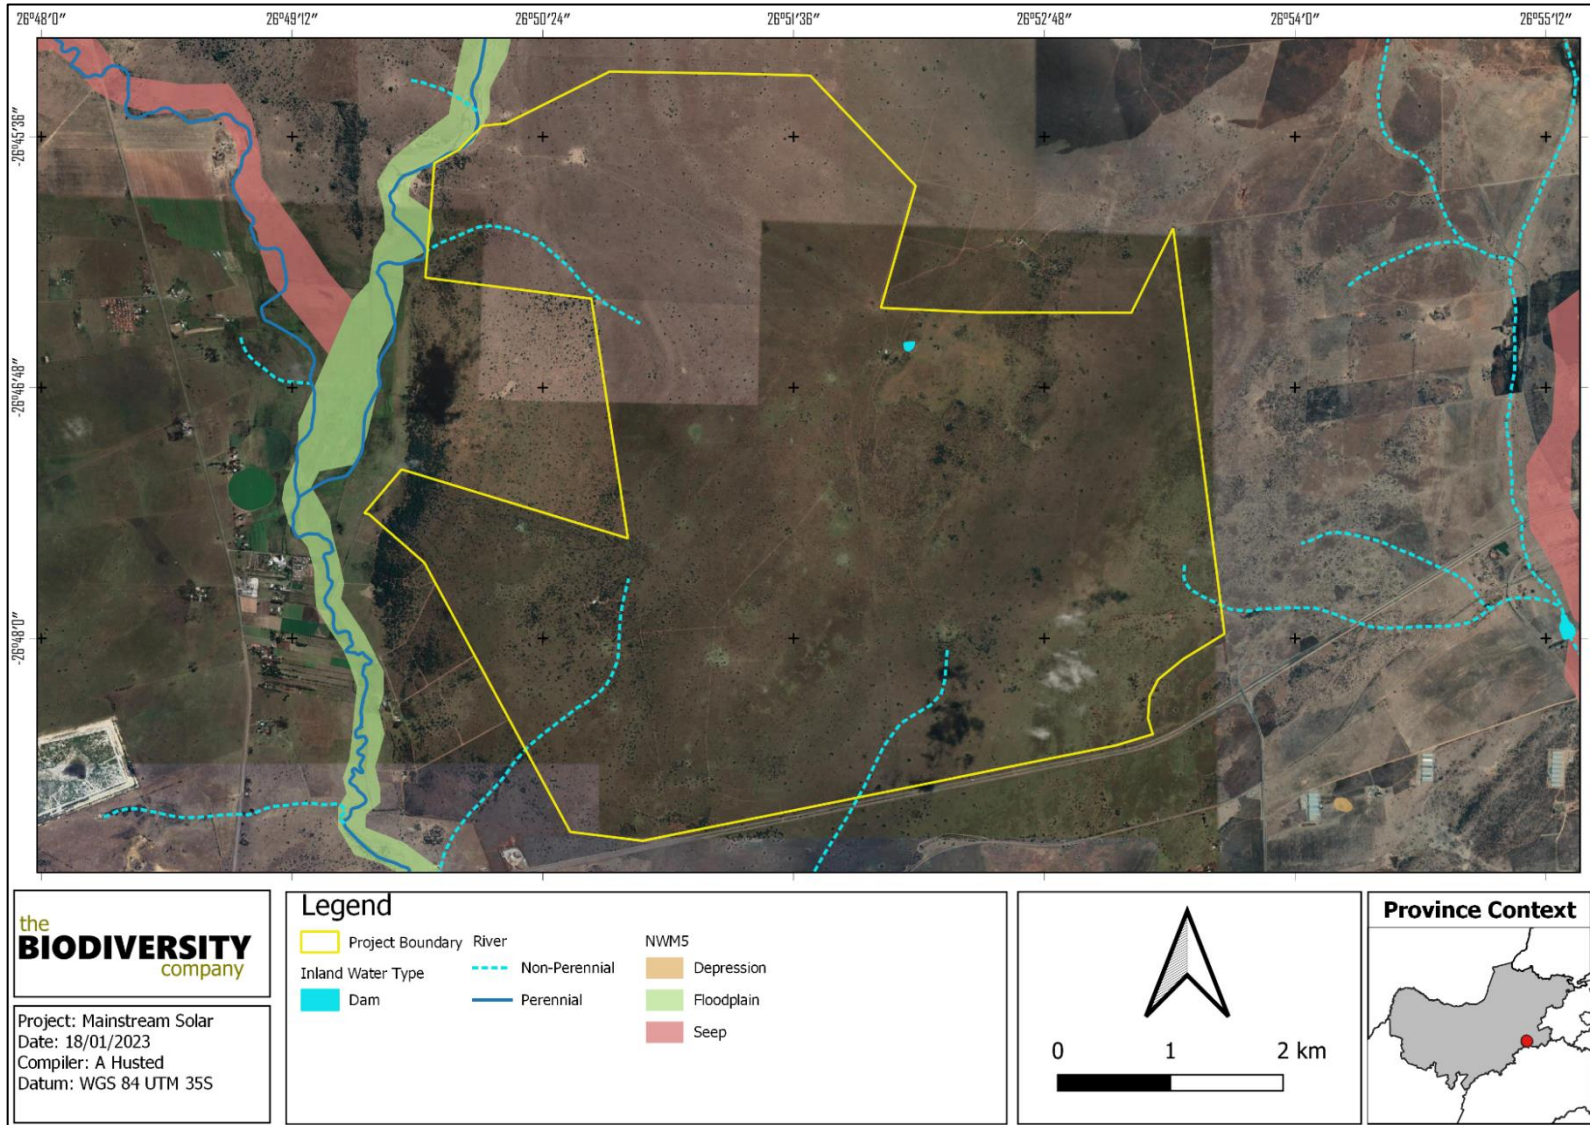 26°48′0″ 26°49′12″ 26°50′24″ 26°51′36″ 26°52′48″ 26°54′0″ 26°55′12″
-26°45′36″
-26°46′48″
-26°48′0″
the
BIODIVERSITY
company
Project: Mainstream Solar
Date: 18/01/2023
Compiler: A Husted
Datum: WGS 84 UTM 35S
Legend
Project Boundary
Inland Water Type
Dam
River
Non-Perennial
Perennial
NWM5
Depression
Floodplain
Seep
0 1 2 km
Province Context